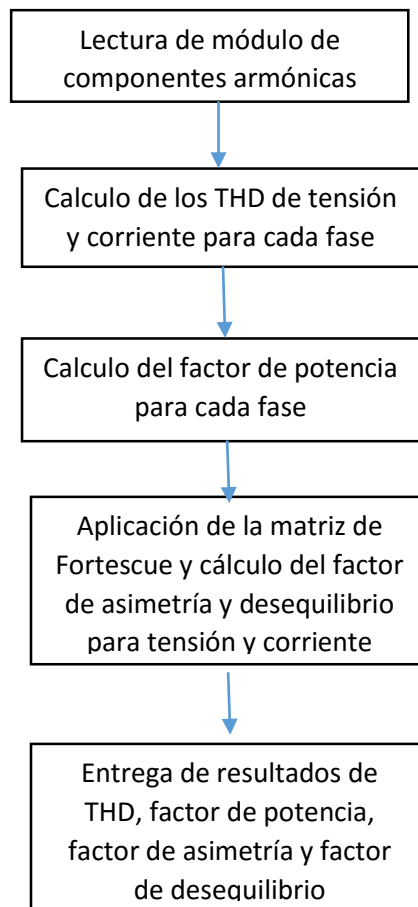 Lectura de módulo de
componentes armónicas
Calculo de los THD de tensión
y corriente para cada fase
Calculo del factor de potencia
para cada fase
Aplicación de la matriz de
Fortescue y cálculo del factor
de asimetría y desequilibrio
para tensión y corriente
Entrega de resultados de
THD, factor de potencia,
factor de asimetría y factor
de desequilibrio